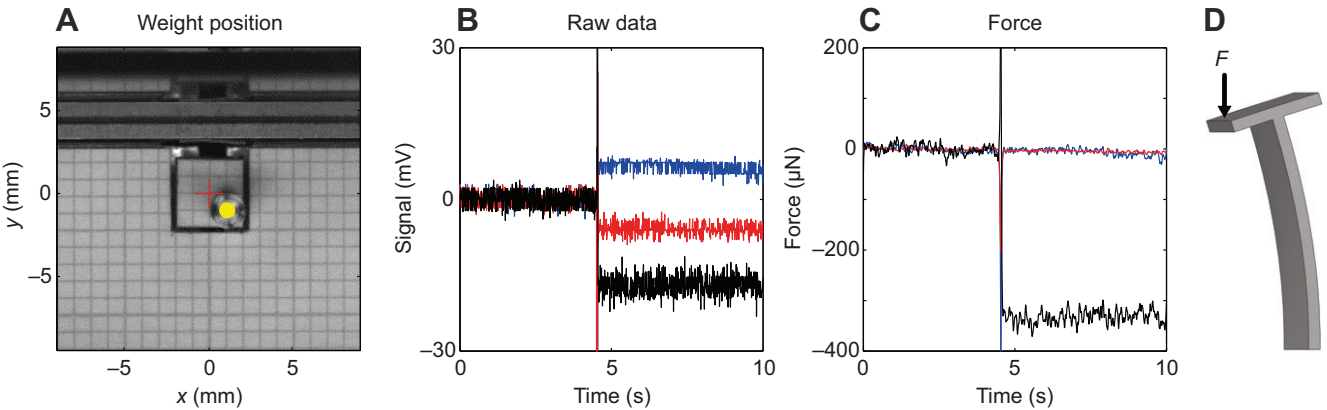 A Weight position
5
0
–5
y (mm)
–5 0 5
x (mm)
B Raw data
30
0
–30
Signal (mV)
0 5 10
Time (s)
C Force
200
0
–200
–400
Force (µN)
0 5 10
Time (s)
D
F